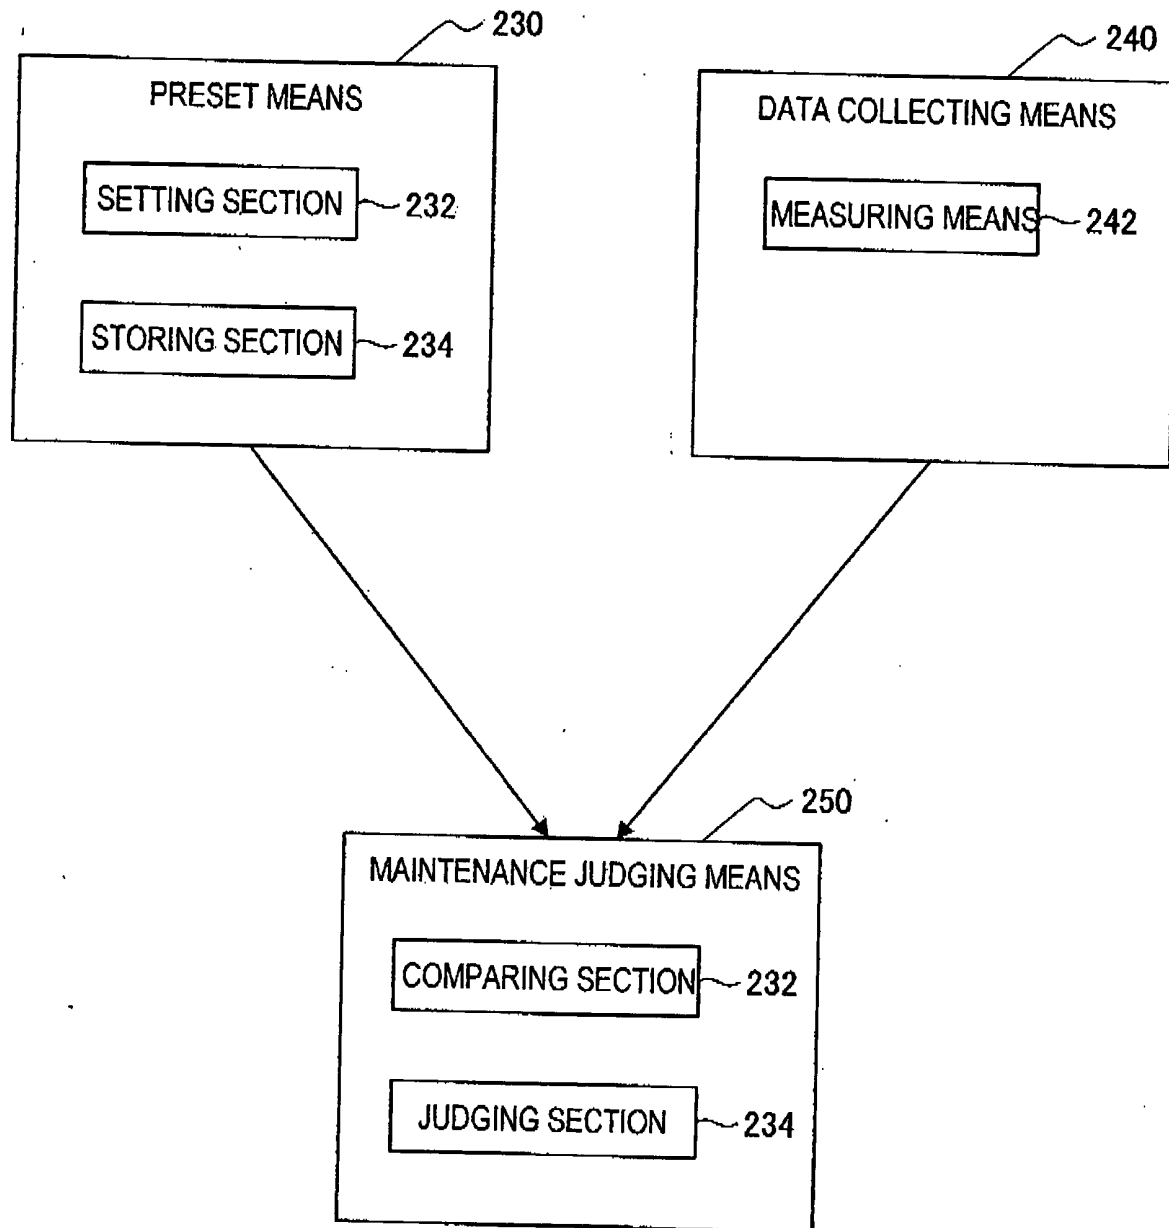 230
PRESET MEANS
SETTING SECTION
232
STORING SECTION
234
240
DATA COLLECTING MEANS
MEASURING MEANS
242
250
MAINTENANCE JUDGING MEANS
COMPARING SECTION
232
JUDGING SECTION
234